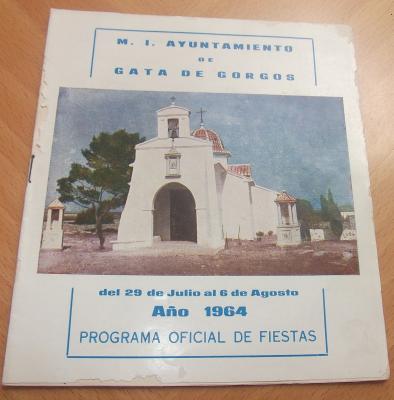 M. I. AYUNTAMIENTO
DE
GATA DE GORGOS
del 29 de Julio al 6 de Agosto
Año 1964
PROGRAMA OFICIAL DE FIESTAS